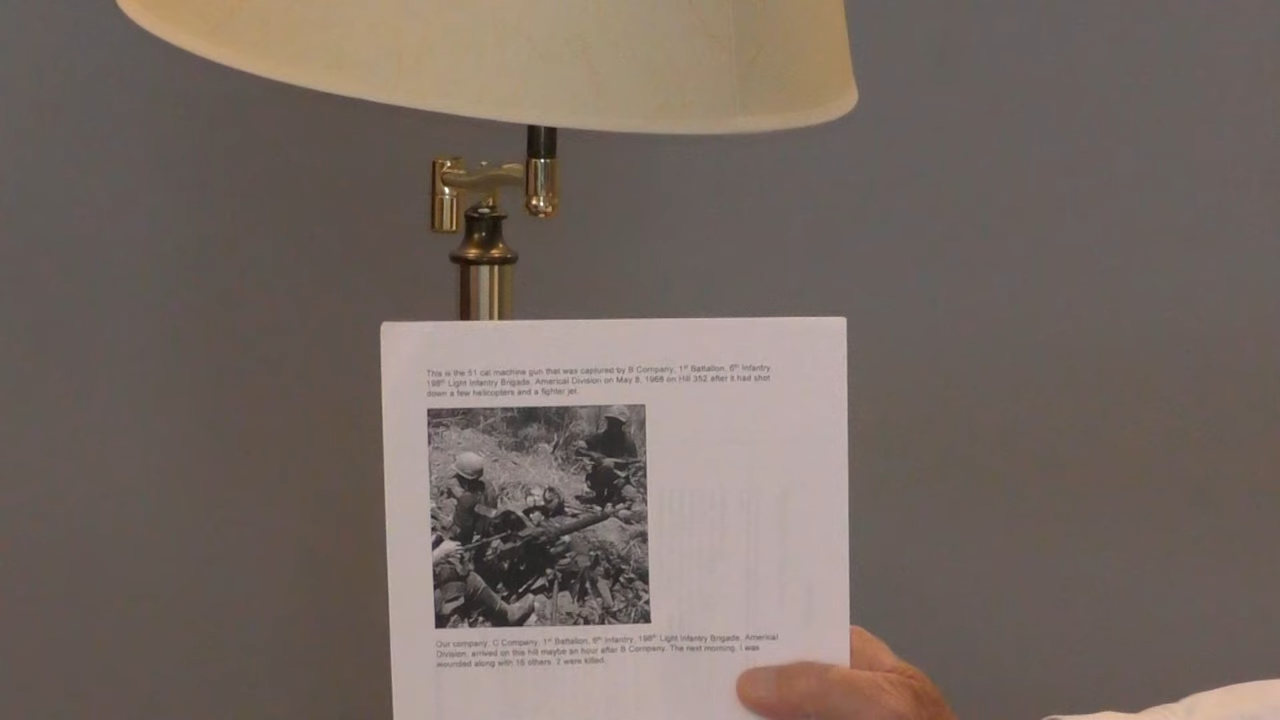 This is the 51 cal machine gun that was captured by B Company, 1st Battalion, 6th Infantry,
198th Light Infantry Brigade, Americal Division on May 8, 1968 on Hill 352 after it had shot
down a few helicopters and a fighter jet.
Our company, C Company, 1st Battalion, 6th Infantry, 198th Light Infantry Brigade, Americal
Division, arrived on this hill maybe an hour after B Company. The next morning, I was
wounded along with 16 others. 2 were killed.